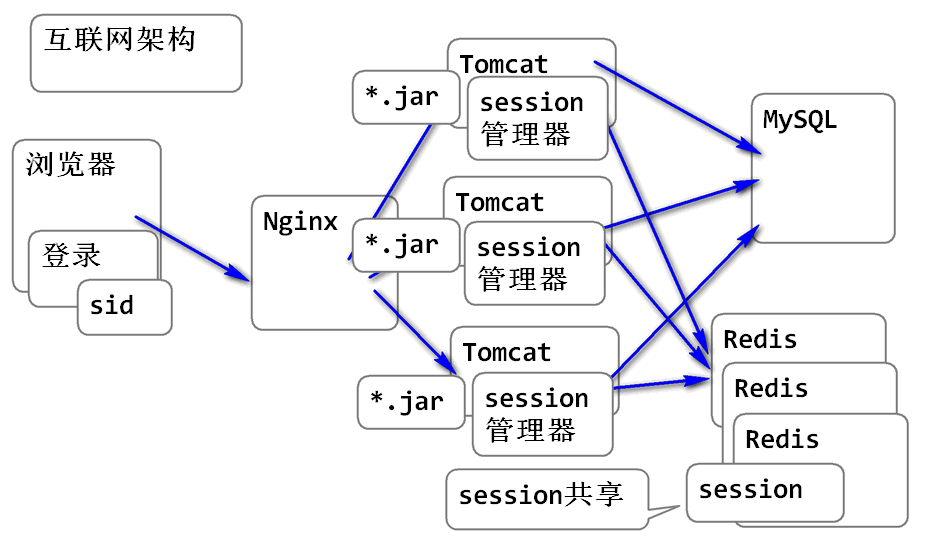 互联网架构
浏览器
登录
sid
Nginx
Tomcat
*.jar
session
管理器
Tomcat
*.jar
session
管理器
Tomcat
*.jar
session
管理器
MySQL
Redis
Redis
Redis
session
session共享